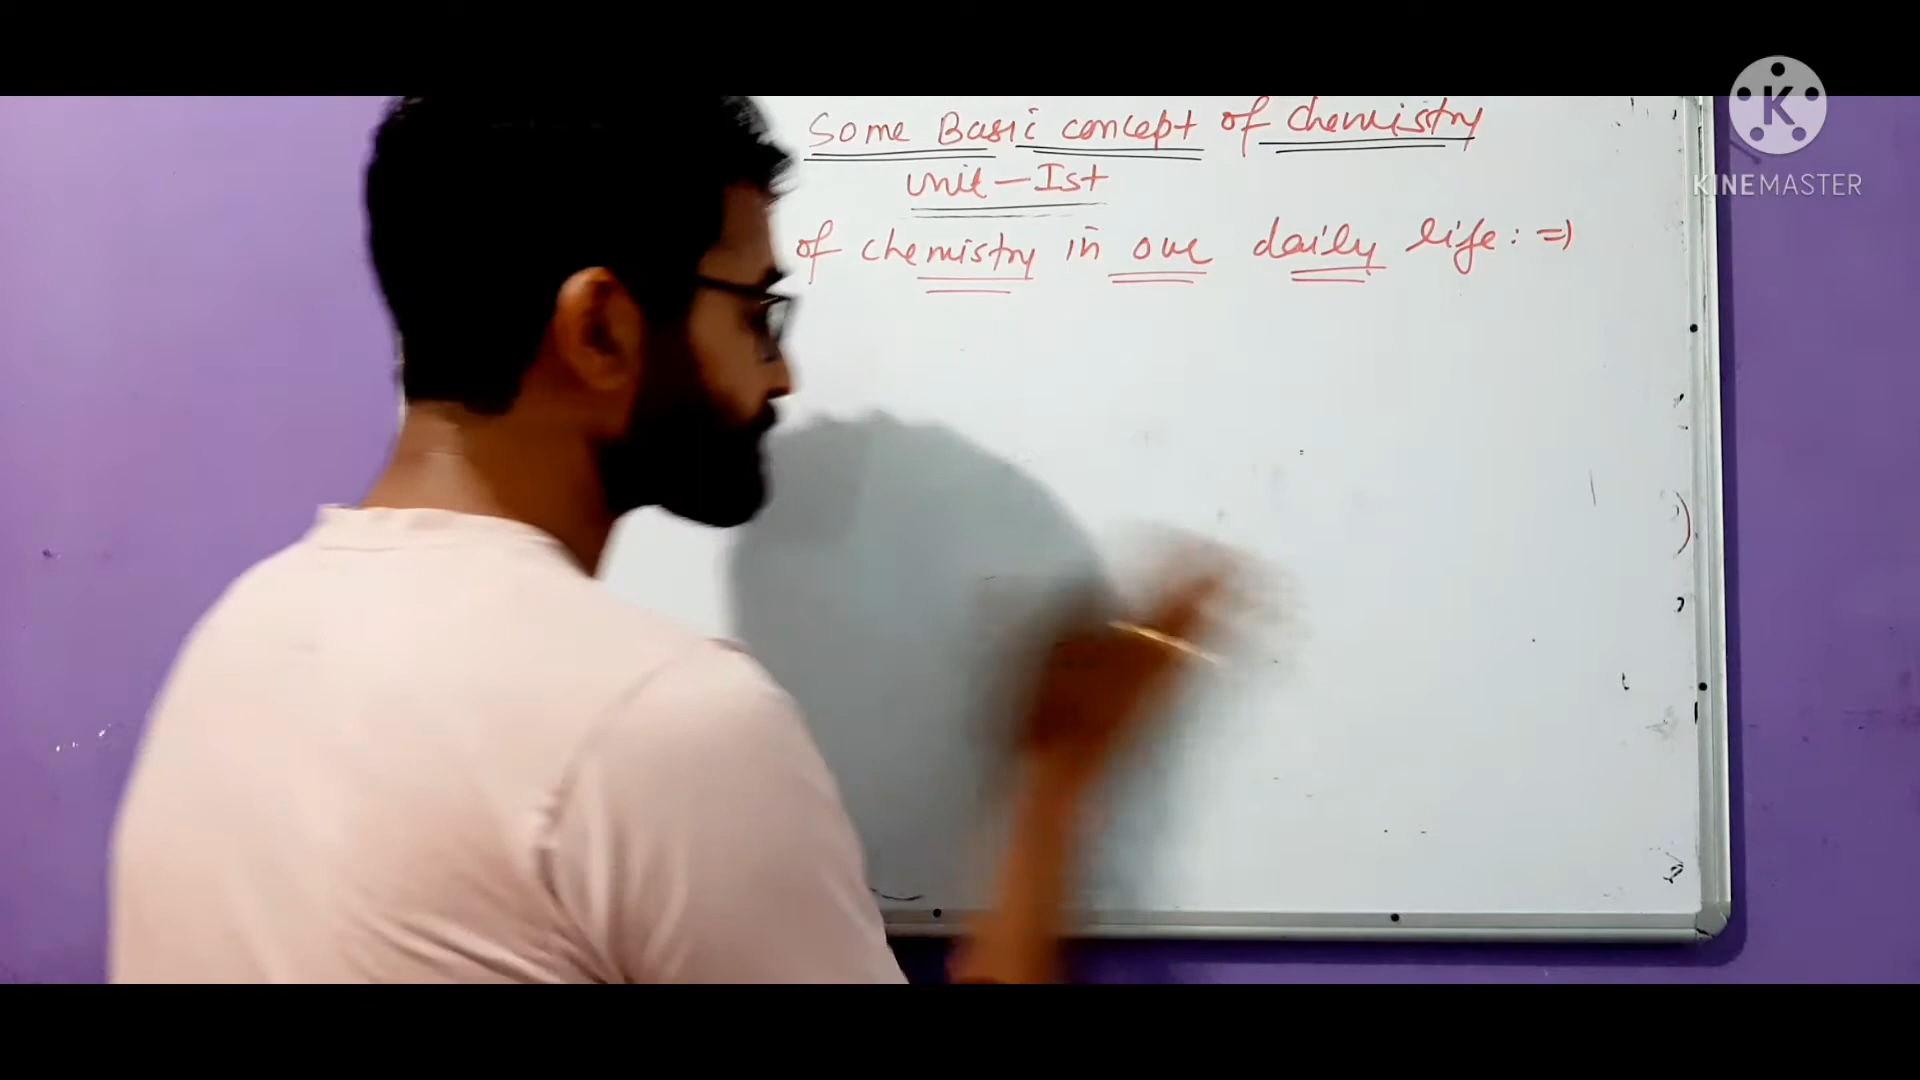 Some Basic concept of chemistry
unit - Ist
of chemistry in our daily life : =>
KINEMASTER